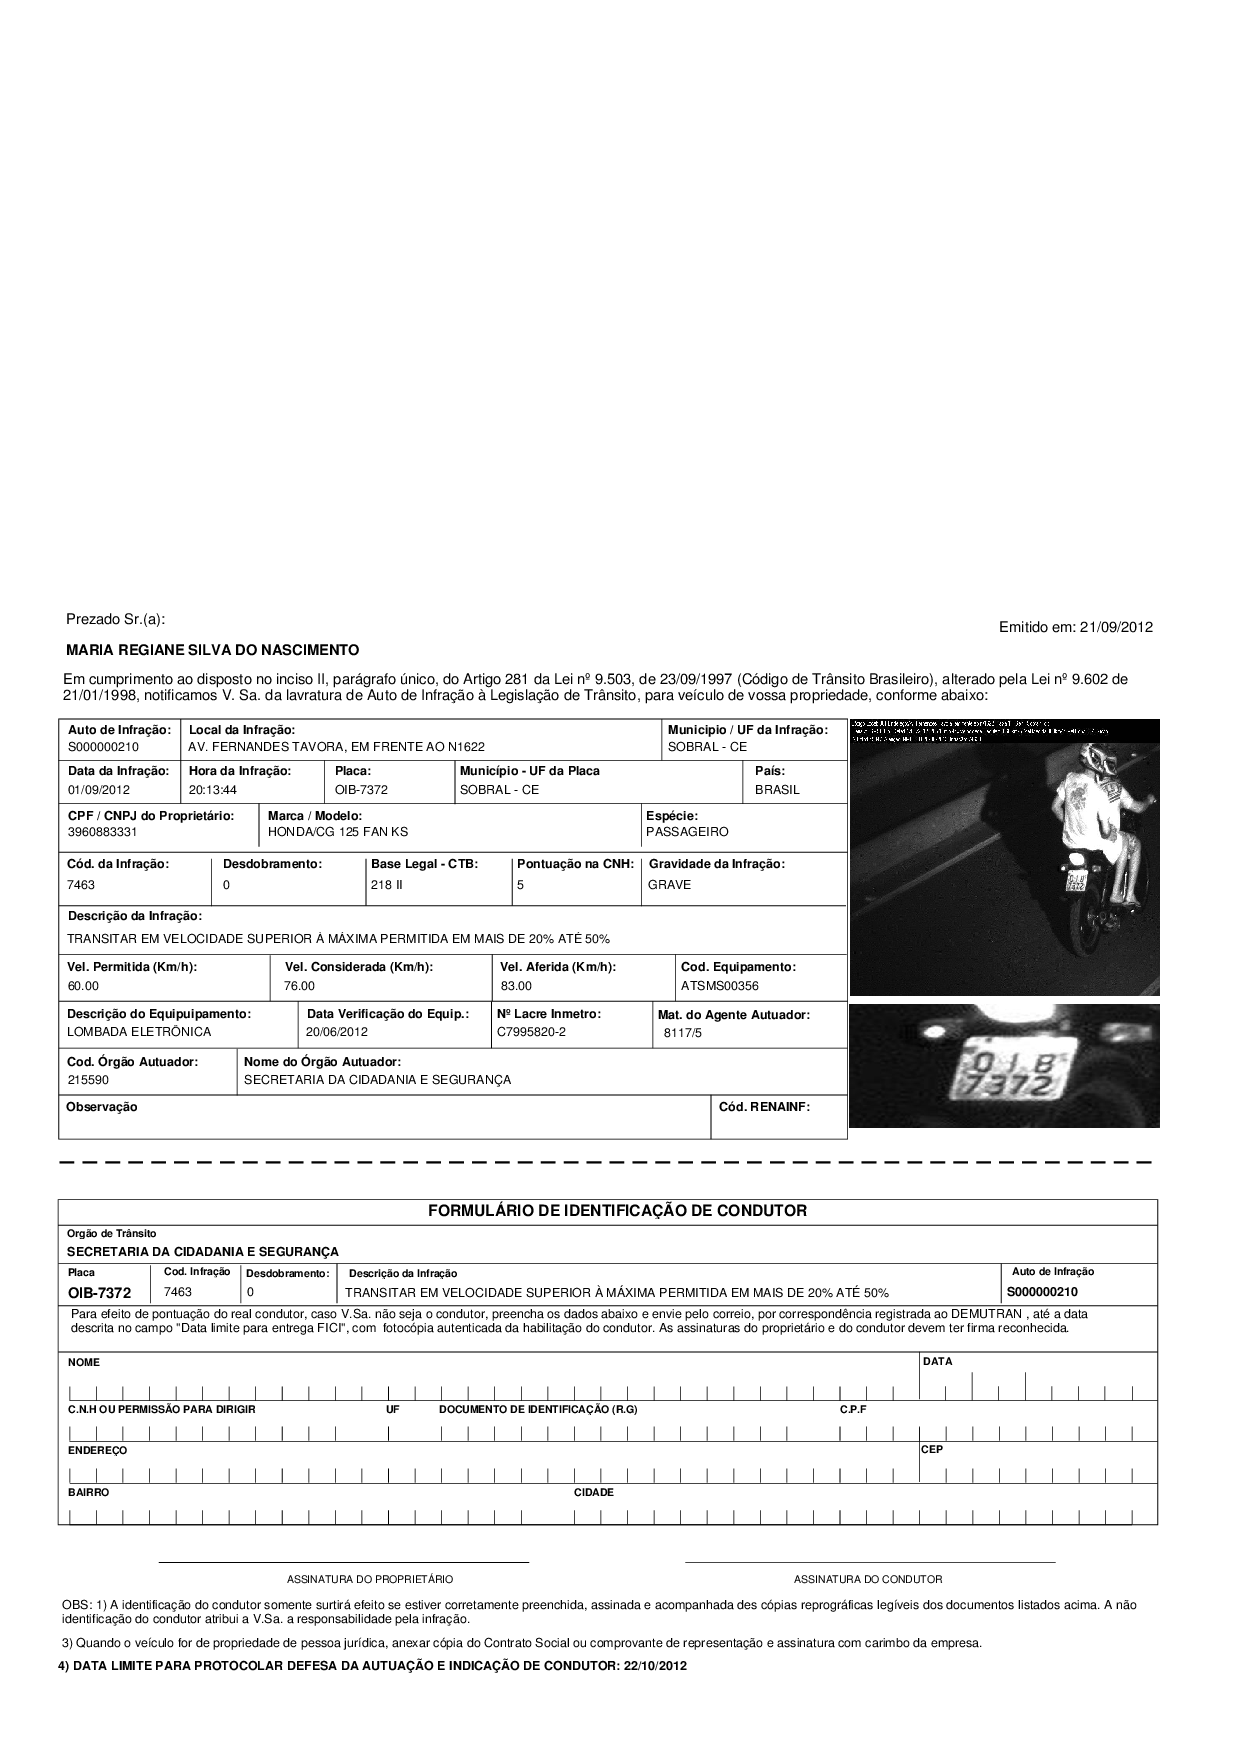 Prezado Sr.(a):
Emitido em: 21/09/2012
MARIA REGIANE SILVA DO NASCIMENTO
Em cumprimento ao disposto no inciso II, parágrafo único, do Artigo 281 da Lei nº 9.503, de 23/09/1997 (Código de Trânsito Brasileiro), alterado pela Lei nº 9.602 de
21/01/1998, notificamos V. Sa. da lavratura de Auto de Infração à Legislação de Trânsito, para veículo de vossa propriedade, conforme abaixo:
Auto de Infração: Local da Infração: Municipio / UF da Infração:
S000000210 AV. FERNANDES TAVORA, EM FRENTE AO N1622 SOBRAL - CE
Data da Infração: Hora da Infração: Placa: Município - UF da Placa País:
01/09/2012 20:13:44 OIB-7372 SOBRAL - CE BRASIL
CPF / CNPJ do Proprietário: Marca / Modelo: Espécie:
3960883331 HONDA/CG 125 FAN KS PASSAGEIRO
Cód. da Infração: Desdobramento: Base Legal - CTB: Pontuação na CNH: Gravidade da Infração:
7463 0 218 II 5 GRAVE
Descrição da Infração:
TRANSITAR EM VELOCIDADE SUPERIOR À MÁXIMA PERMITIDA EM MAIS DE 20% ATÉ 50%
Vel. Permitida (Km/h): Vel. Considerada (Km/h): Vel. Aferida (Km/h): Cod. Equipamento:
60.00 76.00 83.00 ATSMS00356
Descrição do Equipuipamento: Data Verificação do Equip.: Nº Lacre Inmetro: Mat. do Agente Autuador:
LOMBADA ELETRÔNICA 20/06/2012 C7995820-2 8117/5
Cod. Órgão Autuador: Nome do Órgão Autuador:
215590 SECRETARIA DA CIDADANIA E SEGURANÇA
Observação Cód. RENAINF:
OIB
7372
OIB
7372
FORMULÁRIO DE IDENTIFICAÇÃO DE CONDUTOR
Orgão de Trânsito
SECRETARIA DA CIDADANIA E SEGURANÇA
Placa Cod. Infração Desdobramento: Descrição da Infração Auto de Infração
OIB-7372 7463 0 TRANSITAR EM VELOCIDADE SUPERIOR À MÁXIMA PERMITIDA EM MAIS DE 20% ATÉ 50% S000000210
Para efeito de pontuação do real condutor, caso V.Sa. não seja o condutor, preencha os dados abaixo e envie pelo correio, por correspondência registrada ao DEMUTRAN , até a data
descrita no campo "Data limite para entrega FICI", com fotocópia autenticada da habilitação do condutor. As assinaturas do proprietário e do condutor devem ter firma reconhecida.
NOME DATA
C.N.H OU PERMISSÃO PARA DIRIGIR UF DOCUMENTO DE IDENTIFICAÇÃO (R.G) C.P.F
ENDEREÇO CEP
BAIRRO CIDADE
ASSINATURA DO PROPRIETÁRIO ASSINATURA DO CONDUTOR
OBS: 1) A identificação do condutor somente surtirá efeito se estiver corretamente preenchida, assinada e acompanhada des cópias reprográficas legíveis dos documentos listados acima. A não
identificação do condutor atribui a V.Sa. a responsabilidade pela infração.
3) Quando o veículo for de propriedade de pessoa jurídica, anexar cópia do Contrato Social ou comprovante de representação e assinatura com carimbo da empresa.
4) DATA LIMITE PARA PROTOCOLAR DEFESA DA AUTUAÇÃO E INDICAÇÃO DE CONDUTOR: 22/10/2012